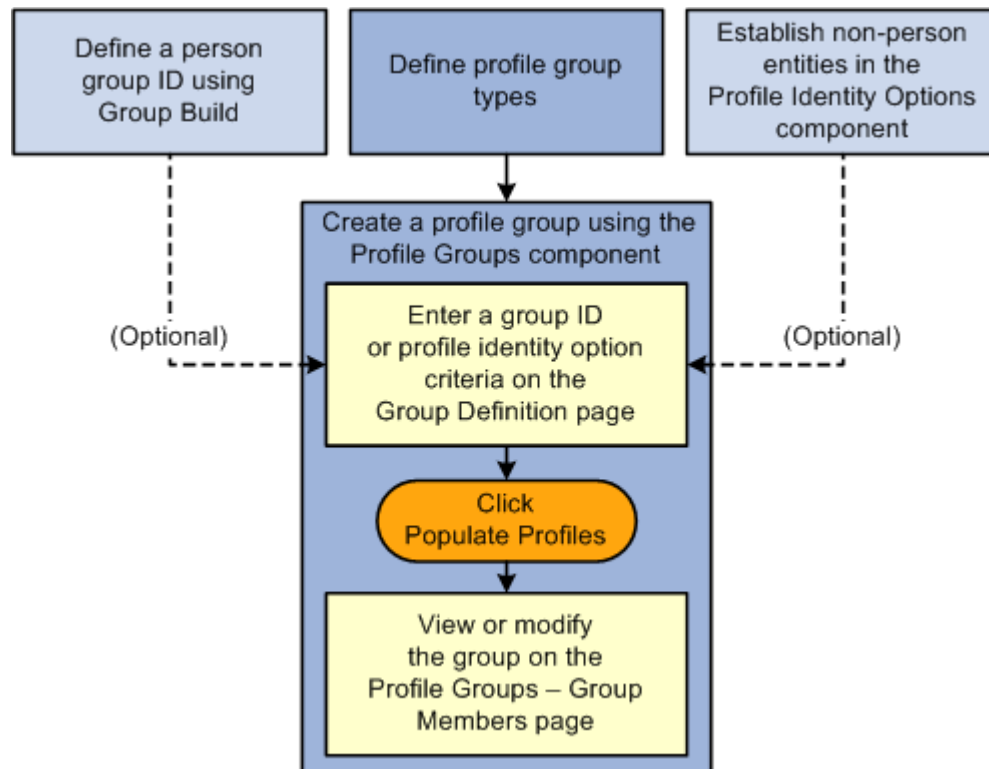 Define a person
group ID using
Group Build
Define profile group
types
Establish non-person
entities in the
Profile Identity Options
component
Create a profile group using the
Profile Groups component
(Optional)
Enter a group ID
or profile identity option
criteria on the
Group Definition page
(Optional)
Click
Populate Profiles
View or modify
the group on the
Profile Groups – Group
Members page